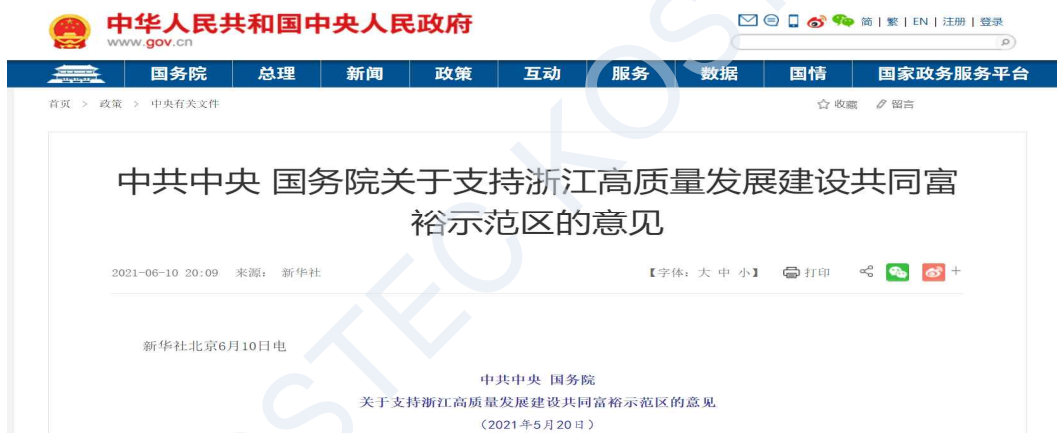 中华人民共和国中央人民政府
www.gov.cn
简 | 繁 | EN | 注册 | 登录
国务院 总理 新闻 政策 互动 服务 数据 国情 国家政务服务平台
首页 > 政策 > 中央有关文件
收藏 留言
中共中央 国务院关于支持浙江高质量发展建设共同富
裕示范区的意见
2021-06-10 20:09 来源: 新华社
【字体: 大 中 小】 打印
新华社北京6月10日电
中共中央 国务院
关于支持浙江高质量发展建设共同富裕示范区的意见
(2021年5月20日)
STEC KOS